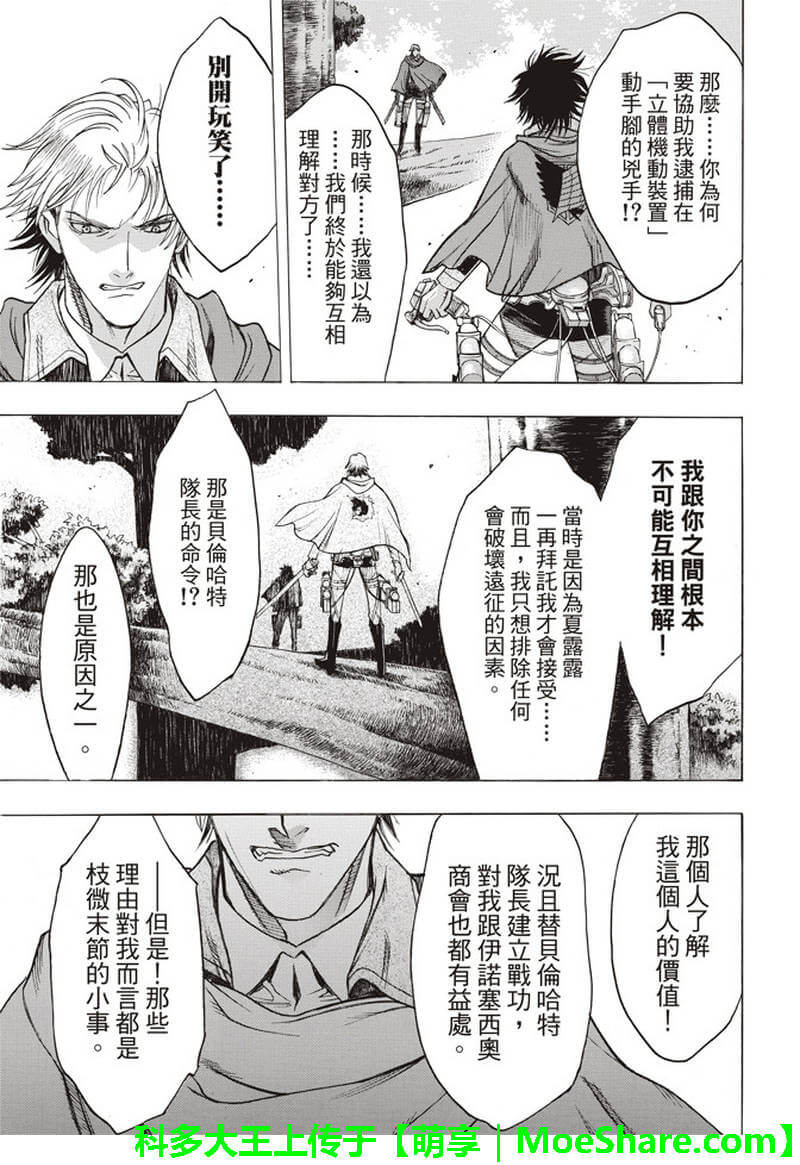 那麼……你為何
要協助我逮捕在
「立體機動裝置」
動手腳的兇手!?
那時候……我還以為
……我們終於能夠互相
理解對方了……
別開玩笑了……
我跟你之間根本
不可能互相理解！
當時是因為夏露露
一再拜託我才會接受……
而且，我只想排除任何
會破壞遠征的因素。
那是貝倫哈特
隊長的命令!?
那也是原因之一。
那個人了解
我這個人的價值！
況且替貝倫哈特
隊長建立戰功，
對我跟伊諾塞西奧
商會也都有益處。
──但是！那些
理由對我而言都是
枝微末節的小事。
科多大王上传于【萌享】MoeShare.com】